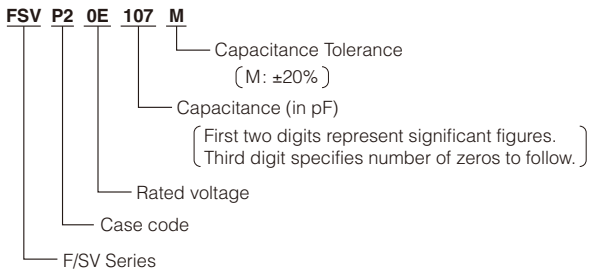 FSV P2 0E 107 M
Capacitance Tolerance
(M: ±20%)
Capacitance (in pF)
(First two digits represent significant figures.
Third digit specifies number of zeros to follow.)
Rated voltage
Case code
F/SV Series